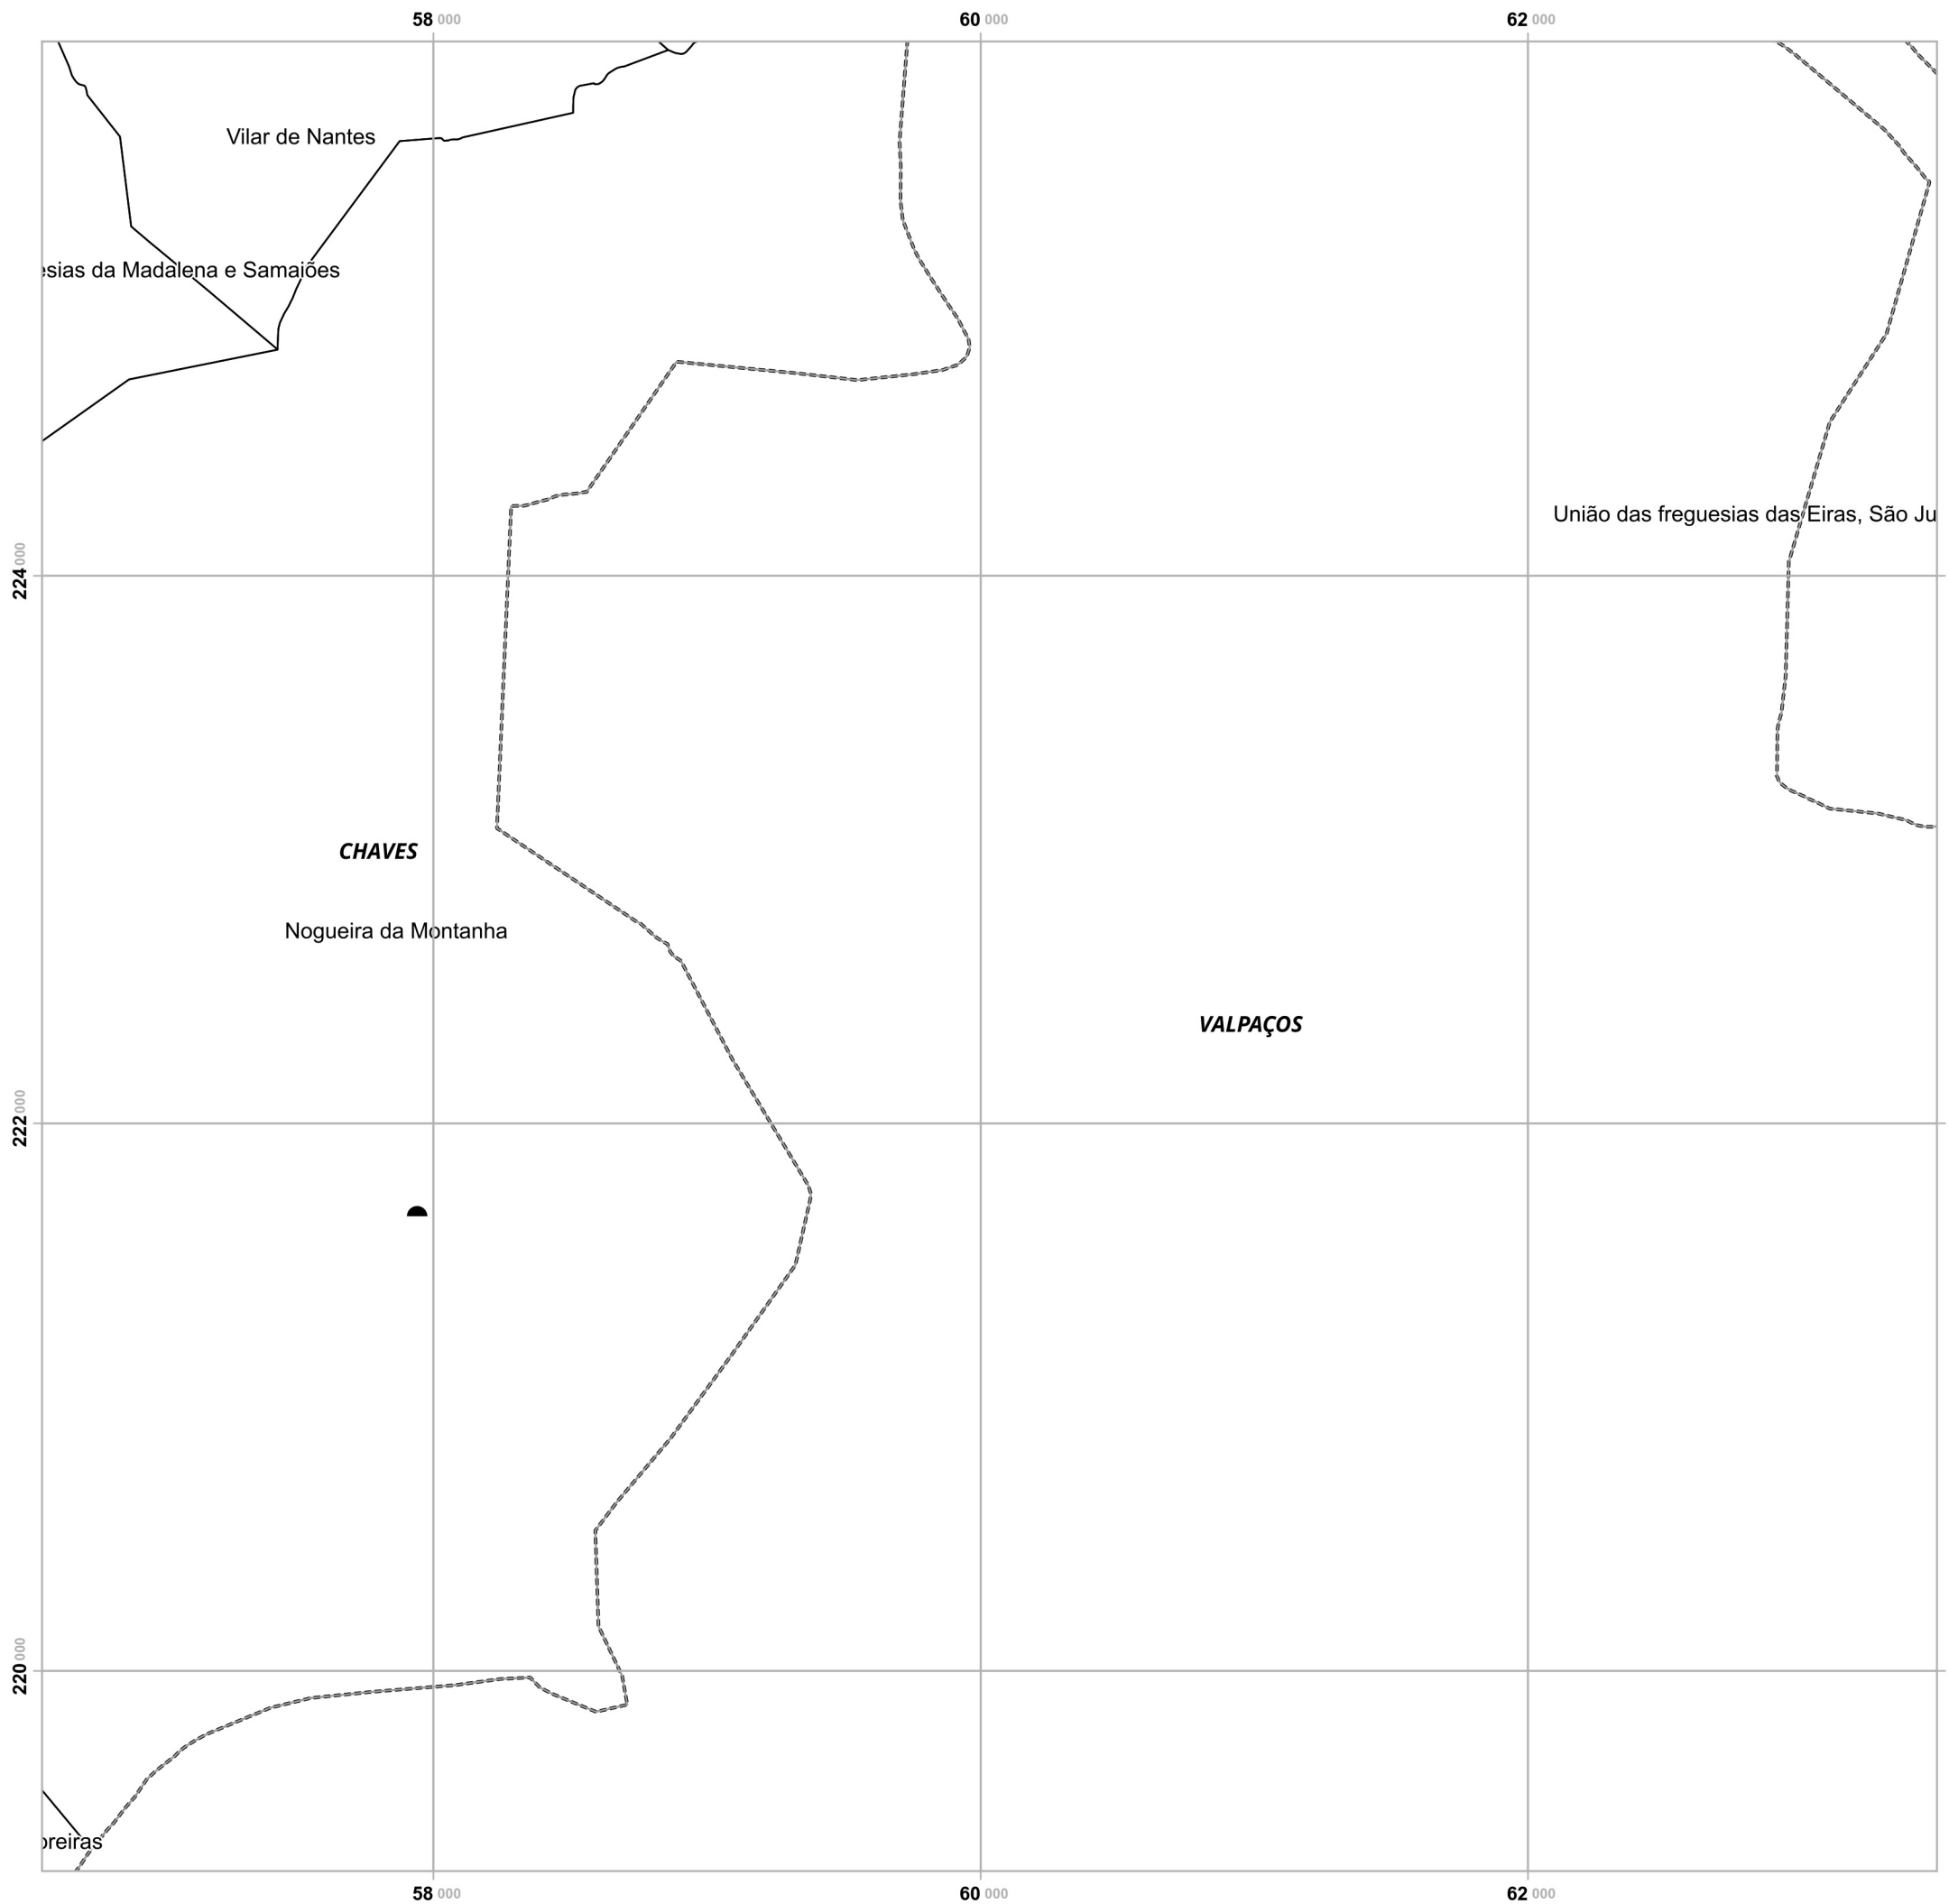 58 000
60 000
62 000
Vilar de Nantes
esias da Madalena e Samaiões
União das freguesias das Eiras, São Ju
224 000
CHAVES
Nogueira da Montanha
VALPAÇOS
222 000
220 000
oreiras
58 000
60 000
62 000